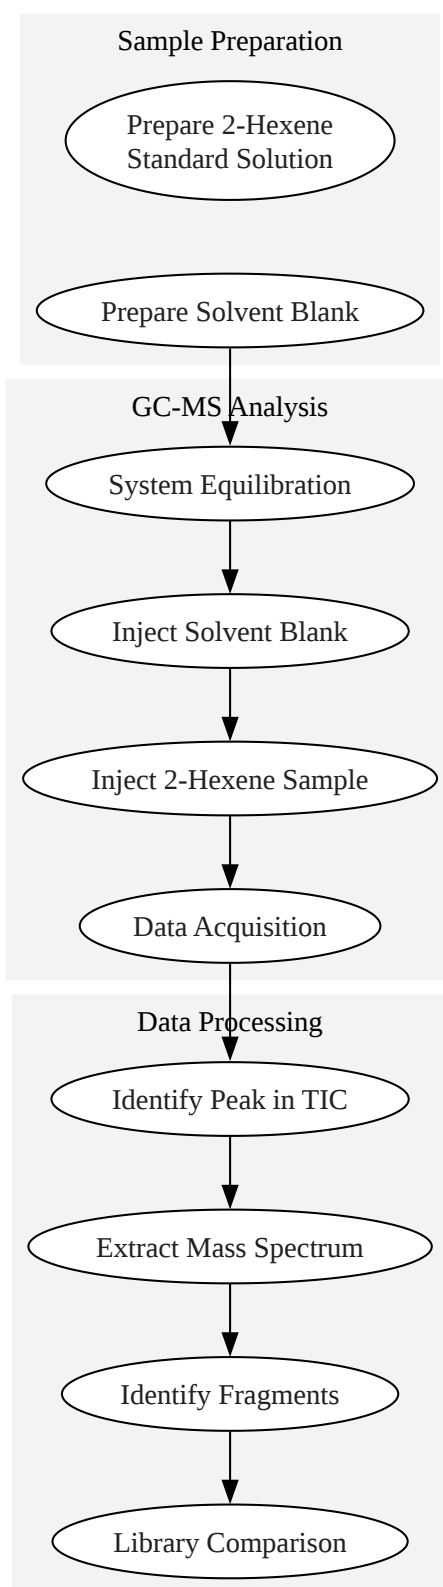 Sample Preparation
Prepare 2-Hexene
Standard Solution
Prepare Solvent Blank
GC-MS Analysis
System Equilibration
Inject Solvent Blank
Inject 2-Hexene Sample
Data Acquisition
Data Processing
Identify Peak in TIC
Extract Mass Spectrum
Identify Fragments
Library Comparison